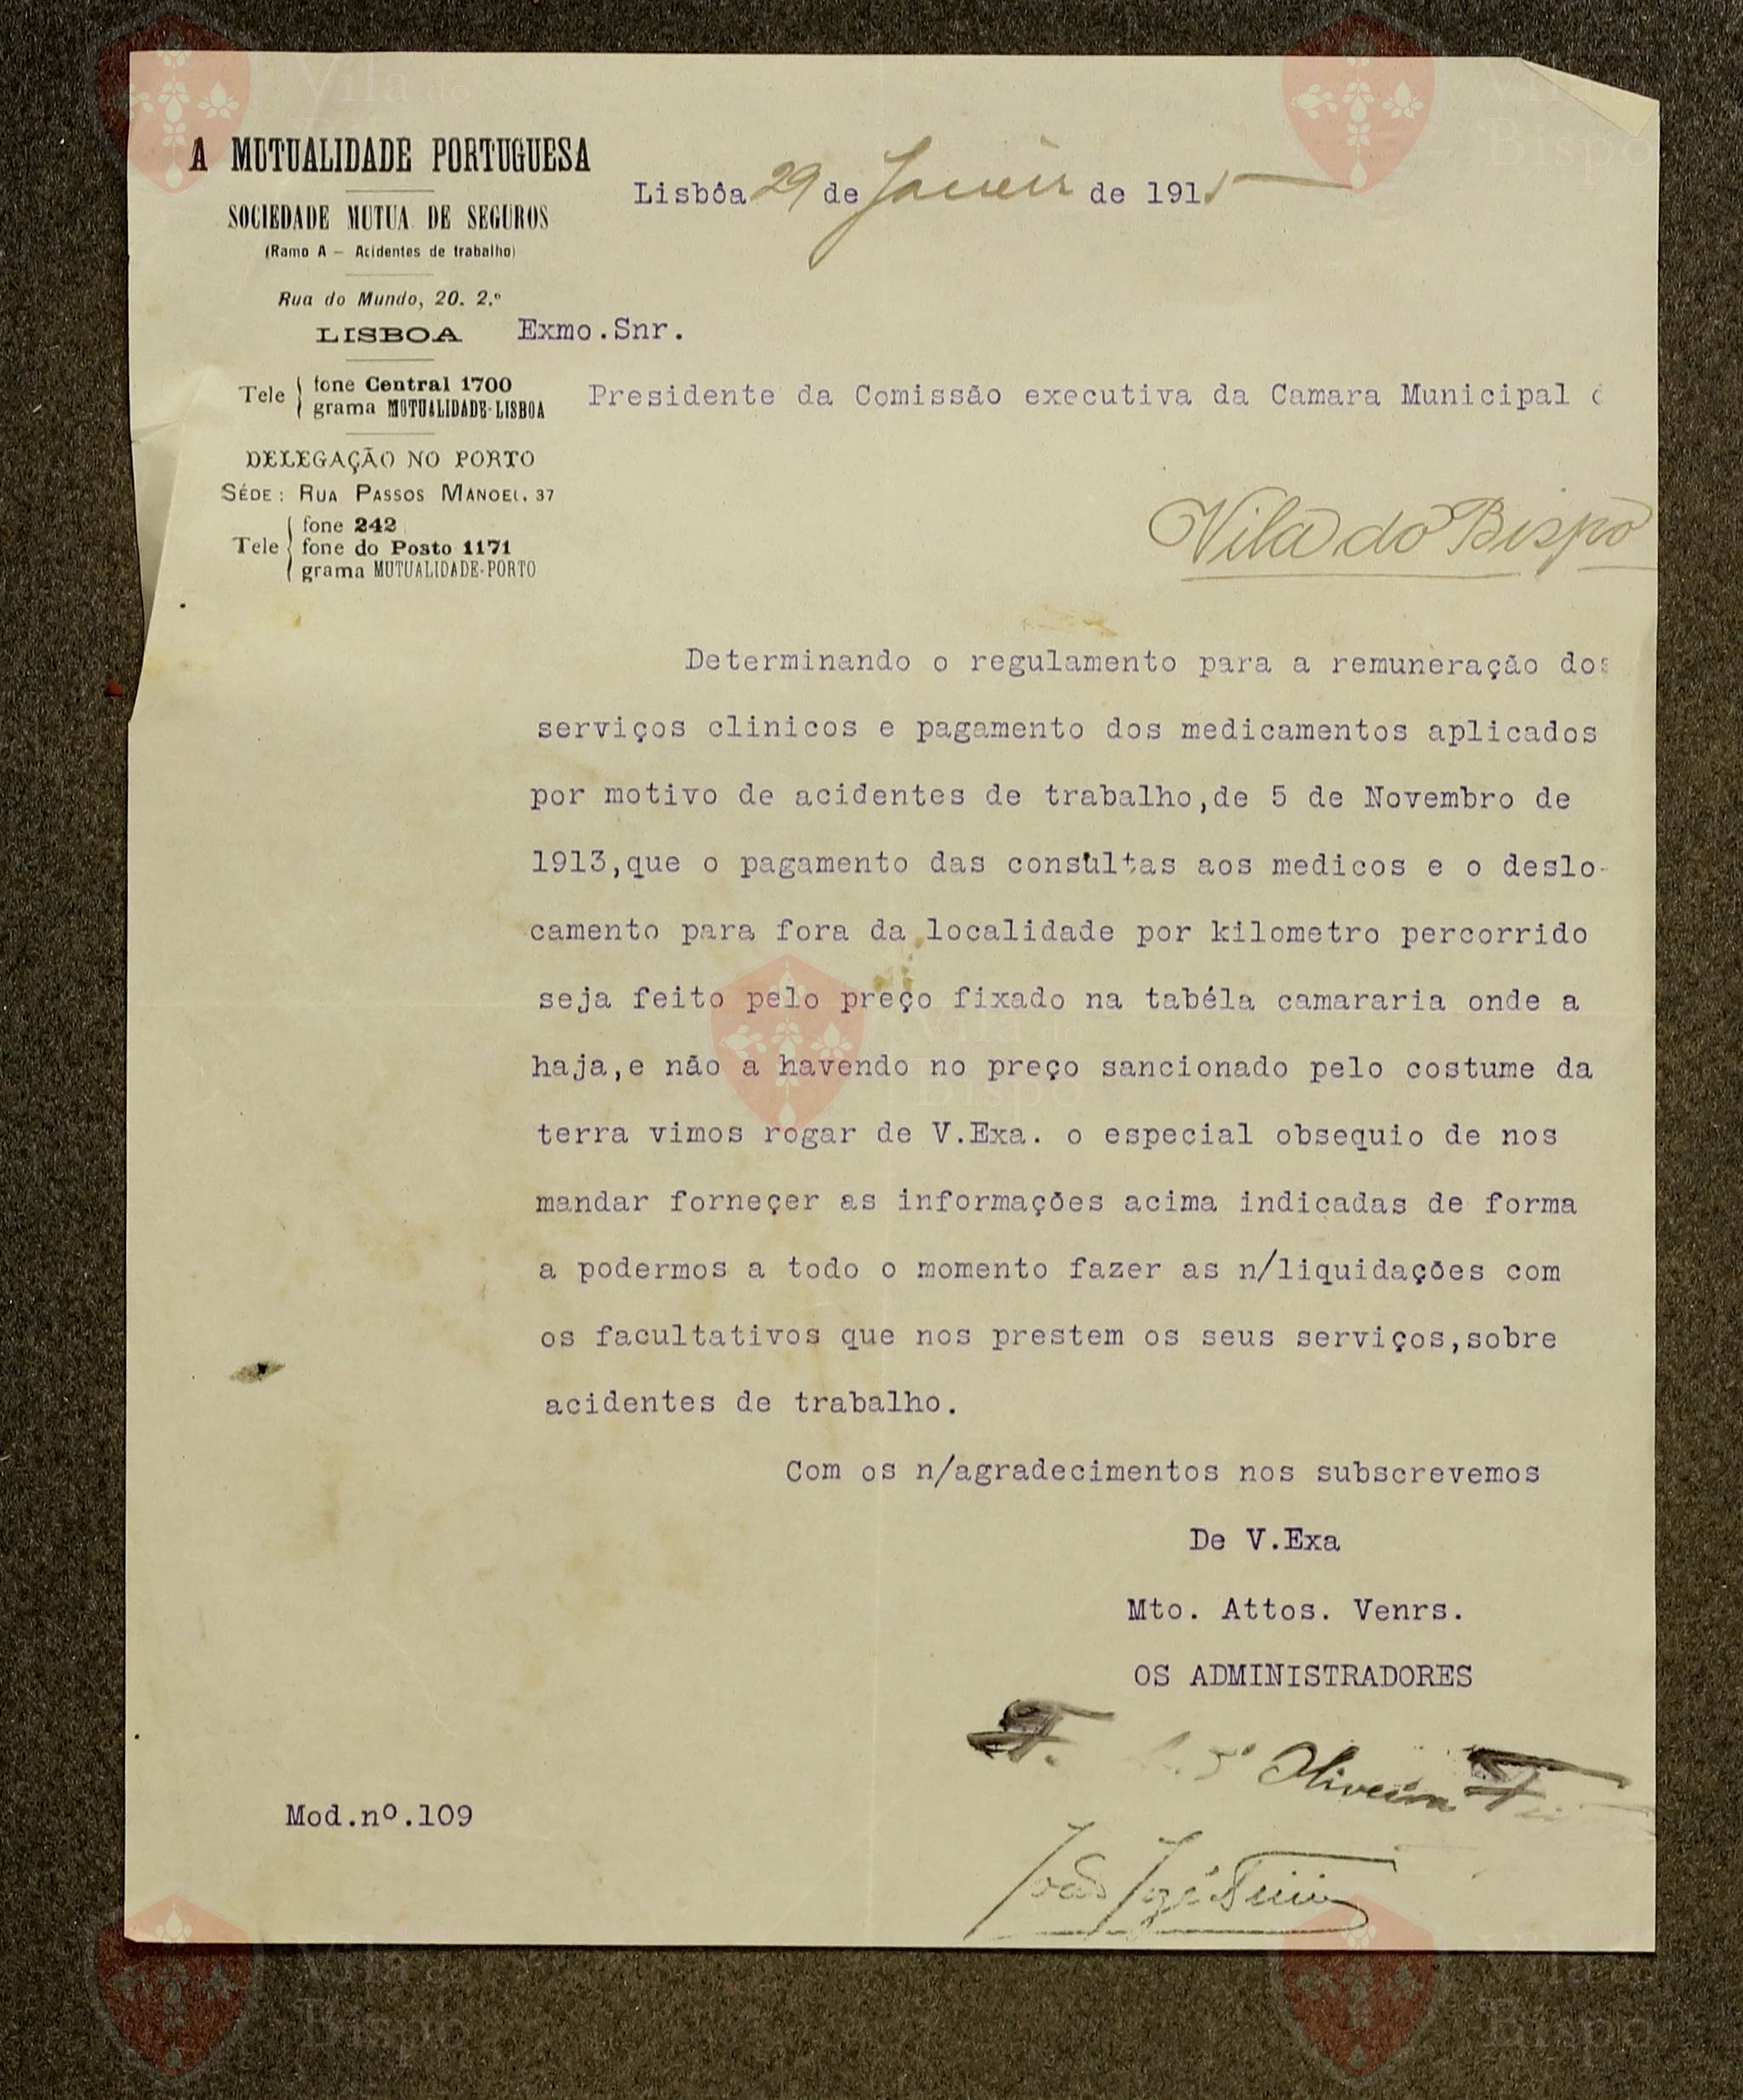 A MUTUALIDADE PORTUGUESA
SOCIEDADE MUTUA DE SEGUROS
(Ramo A — Acidentes de trabalho)
Rua do Mundo, 20. 2.º
LISBOA
Tele { fone Central 1700
grama MUTUALIDADE-LISBOA
DELEGAÇÃO NO PORTO
SÉDE: RUA PASSOS MANOEL, 37
Tele { fone 242
fone do Posto 1171
grama MUTUALIDADE-PORTO
Lisbôa 29 de Janeiro de 1915
Exmo.Snr.
Presidente da Comissão executiva da Camara Municipal
Vila do Bispo
Determinando o regulamento para a remuneração dos
serviços clinicos e pagamento dos medicamentos aplicados
por motivo de acidentes de trabalho,de 5 de Novembro de
1913,que o pagamento das consultas aos medicos e o deslo-
camento para fora da localidade por kilometro percorrido
seja feito pelo preço fixado na tabéla camararia onde a
haja,e não a havendo no preço sancionado pelo costume da
terra vimos rogar de V.Exa. o especial obsequio de nos
mandar forneçer as informações acima indicadas de forma
a podermos a todo o momento fazer as n/liquidações com
os facultativos que nos prestem os seus serviços,sobre
acidentes de trabalho.
Com os n/agradecimentos nos subscrevemos
De V.Exa
Mto. Attos. Venrs.
OS ADMINISTRADORES
Oliveira
João José
Mod.nº.109
Vila do
Bispo